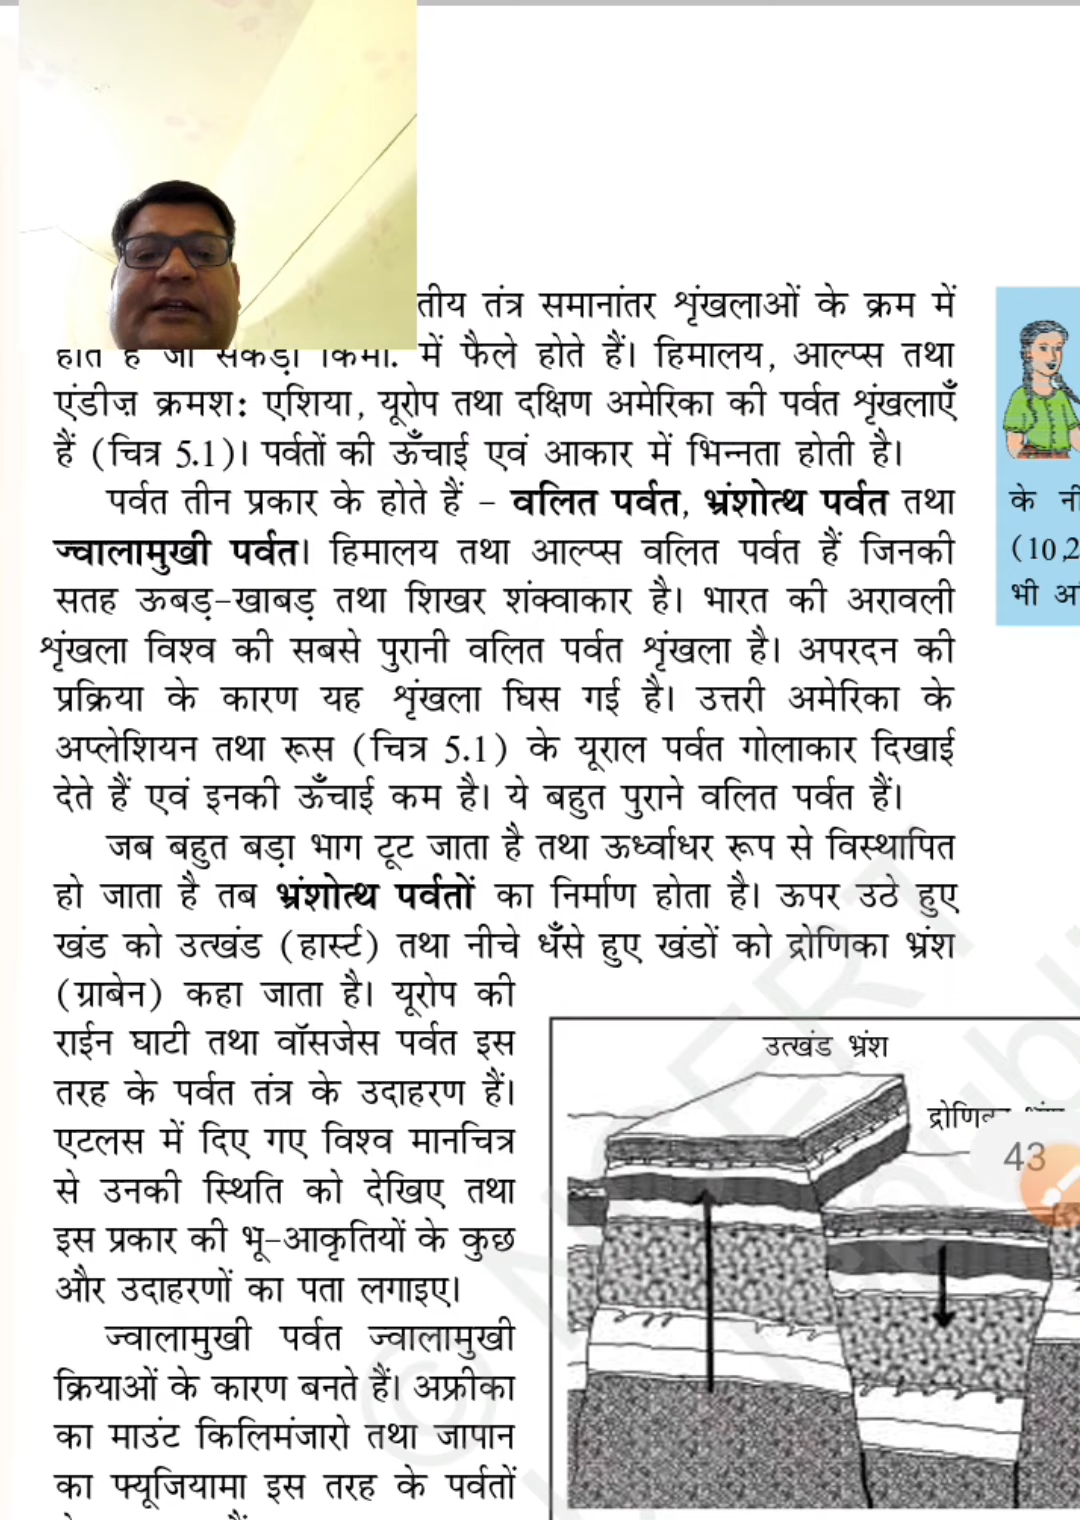 तीय तंत्र समानांतर शृंखलाओं के क्रम में
होते हैं जो सैकड़ों किमी. में फैले होते हैं। हिमालय, आल्प्स तथा
एंडीज़ क्रमश: एशिया, यूरोप तथा दक्षिण अमेरिका की पर्वत शृंखलाएँ
हैं (चित्र 5.1)। पर्वतों की ऊँचाई एवं आकार में भिन्नता होती है।
पर्वत तीन प्रकार के होते हैं - वलित पर्वत, भ्रंशोत्थ पर्वत तथा
ज्वालामुखी पर्वत। हिमालय तथा आल्प्स वलित पर्वत हैं जिनकी
सतह ऊबड़-खाबड़ तथा शिखर शंक्वाकार है। भारत की अरावली
शृंखला विश्व की सबसे पुरानी वलित पर्वत शृंखला है। अपरदन की
प्रक्रिया के कारण यह शृंखला घिस गई है। उत्तरी अमेरिका के
अप्लेशियन तथा रूस (चित्र 5.1) के यूराल पर्वत गोलाकार दिखाई
देते हैं एवं इनकी ऊँचाई कम है। ये बहुत पुराने वलित पर्वत हैं।
जब बहुत बड़ा भाग टूट जाता है तथा ऊर्ध्वाधर रूप से विस्थापित
हो जाता है तब भ्रंशोत्थ पर्वतों का निर्माण होता है। ऊपर उठे हुए
खंड को उत्खंड (हार्स्ट) तथा नीचे धँसे हुए खंडों को द्रोणिका भ्रंश
(ग्राबेन) कहा जाता है। यूरोप की
राईन घाटी तथा वॉसजेस पर्वत इस
तरह के पर्वत तंत्र के उदाहरण हैं।
एटलस में दिए गए विश्व मानचित्र
से उनकी स्थिति को देखिए तथा
इस प्रकार की भू-आकृतियों के कुछ
और उदाहरणों का पता लगाइए।
ज्वालामुखी पर्वत ज्वालामुखी
क्रियाओं के कारण बनते हैं। अफ्रीका
का माउंट किलिमंजारो तथा जापान
का फ्यूजियामा इस तरह के पर्वतों
के नी
(10,2
भी अ
उत्खंड भ्रंश
43
© NCERT